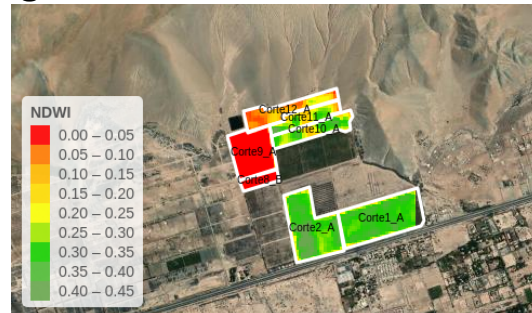 NDWI
0.00 – 0.05
0.05 – 0.10
0.10 – 0.15
0.15 – 0.20
0.20 – 0.25
0.25 – 0.30
0.30 – 0.35
0.35 – 0.40
0.40 – 0.45
Corte12_A
Corte11_A
Corte10_A
Corte9_A
Corte8_B
Corte2_A
Corte1_A